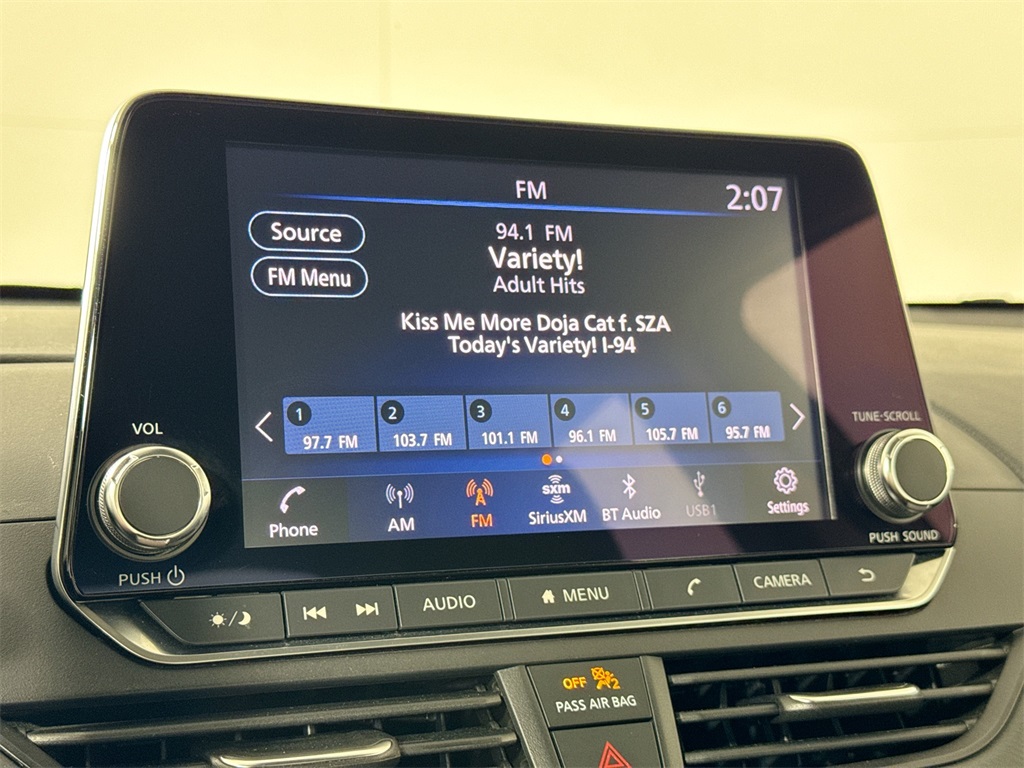 FM
2:07
Source
94.1 FM
Variety!
FM Menu
Adult Hits
Kiss Me More Doja Cat f. SZA
Today's Variety! I-94
1 2 3 4 5 6
97.7 FM 103.7 FM 101.1 FM 96.1 FM 105.7 FM 95.7 FM
Phone AM FM sxm SiriusXM BT Audio USB1 Settings
VOL
PUSH
TUNE·SCROLL
PUSH SOUND
AUDIO MENU CAMERA
OFF 2
PASS AIR BAG